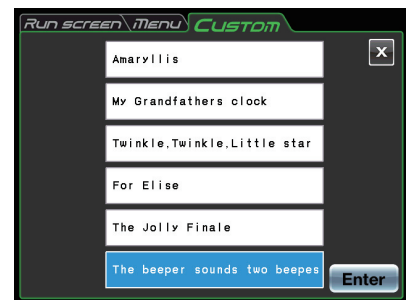 Run screen Menu Custom
X
Amaryllis
My Grandfathers clock
Twinkle,Twinkle,Little star
For Elise
The Jolly Finale
The beeper sounds two beepes
Enter